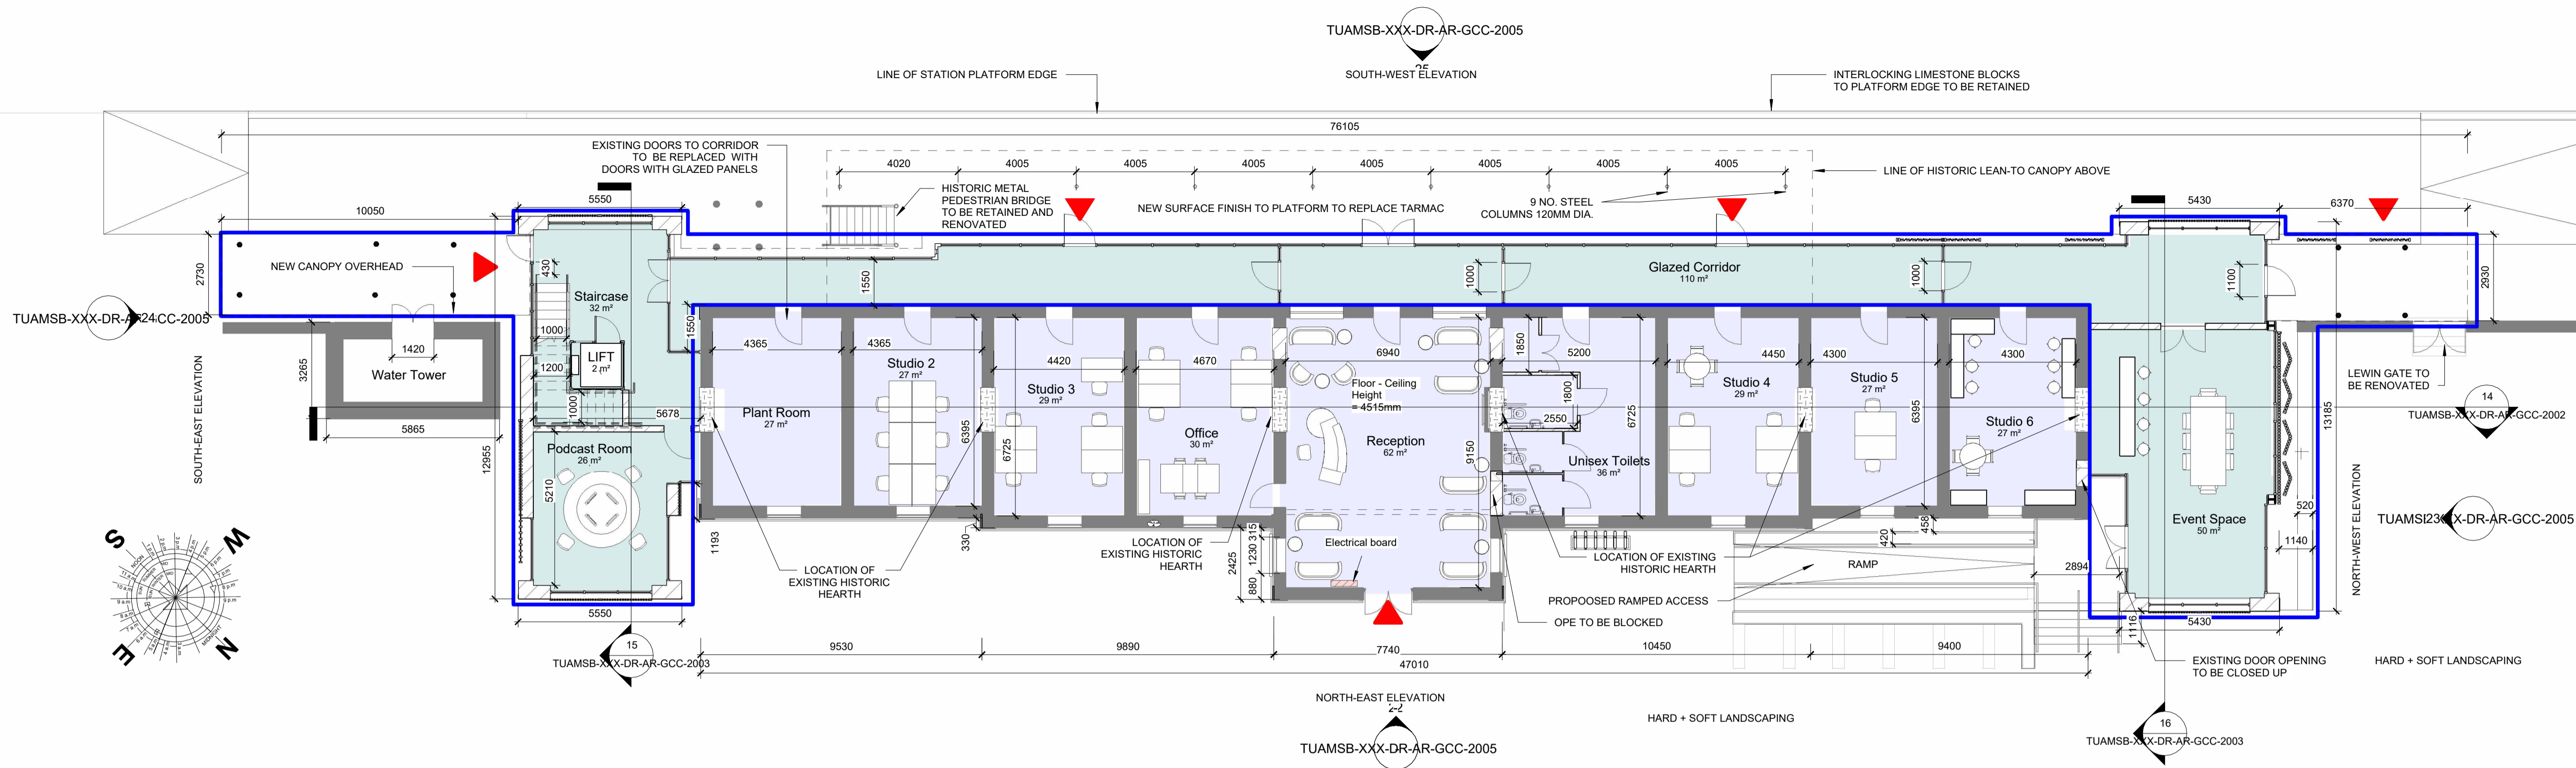 TUAMSB-XXX-DR-AR-GCC-2005
25
SOUTH-WEST ELEVATION
LINE OF STATION PLATFORM EDGE
INTERLOCKING LIMESTONE BLOCKS
TO PLATFORM EDGE TO BE RETAINED
76105
EXISTING DOORS TO CORRIDOR
TO BE REPLACED WITH
DOORS WITH GLAZED PANELS
4020
4005
4005
4005
4005
4005
4005
4005
LINE OF HISTORIC LEAN-TO CANOPY ABOVE
HISTORIC METAL
PEDESTRIAN BRIDGE
TO BE RETAINED AND
RENOVATED
NEW SURFACE FINISH TO PLATFORM TO REPLACE TARMAC
9 NO. STEEL
COLUMNS 120MM DIA.
10050
5550
5430
6370
2730
NEW CANOPY OVERHEAD
430
Staircase
32 m²
1550
1000
Glazed Corridor
110 m²
1000
1100
2930
TUAMSB-XXX-DR-AR-GCC-2005
24
SOUTH-EAST ELEVATION
3265
1420
Water Tower
5865
12955
1000
1200
1000
LIFT
2 m²
5678
1550
Podcast Room
26 m²
5210
5550
4365
Plant Room
27 m²
4365
Studio 2
27 m²
6395
4420
Studio 3
29 m²
6725
4670
Office
30 m²
6940
Floor - Ceiling
Height
= 4515mm
Reception
62 m²
9150
Electrical board
1850
5200
1800
2550
6725
Unisex Toilets
36 m²
4450
Studio 4
29 m²
4300
Studio 5
27 m²
6395
4300
Studio 6
27 m²
Event Space
50 m²
13185
LEWIN GATE TO
BE RENOVATED
14
TUAMSB-XXX-DR-AR-GCC-2002
TUAMSB-XXX-DR-AR-GCC-2005
23
NORTH-WEST ELEVATION
520
1140
1193
330
2425
315
1230
880
420
458
2894
1116
5430
LOCATION OF
EXISTING HISTORIC
HEARTH
LOCATION OF
EXISTING HISTORIC
HEARTH
LOCATION OF EXISTING
HISTORIC HEARTH
RAMP
PROPOOSED RAMPED ACCESS
OPE TO BE BLOCKED
S
W
E
N
NOON
MIDNIGHT
15
TUAMSB-XXX-DR-AR-GCC-2003
9530
9890
7740
10450
9400
47010
EXISTING DOOR OPENING
TO BE CLOSED UP
HARD + SOFT LANDSCAPING
NORTH-EAST ELEVATION
HARD + SOFT LANDSCAPING
TUAMSB-XXX-DR-AR-GCC-2005
16
TUAMSB-XXX-DR-AR-GCC-2003